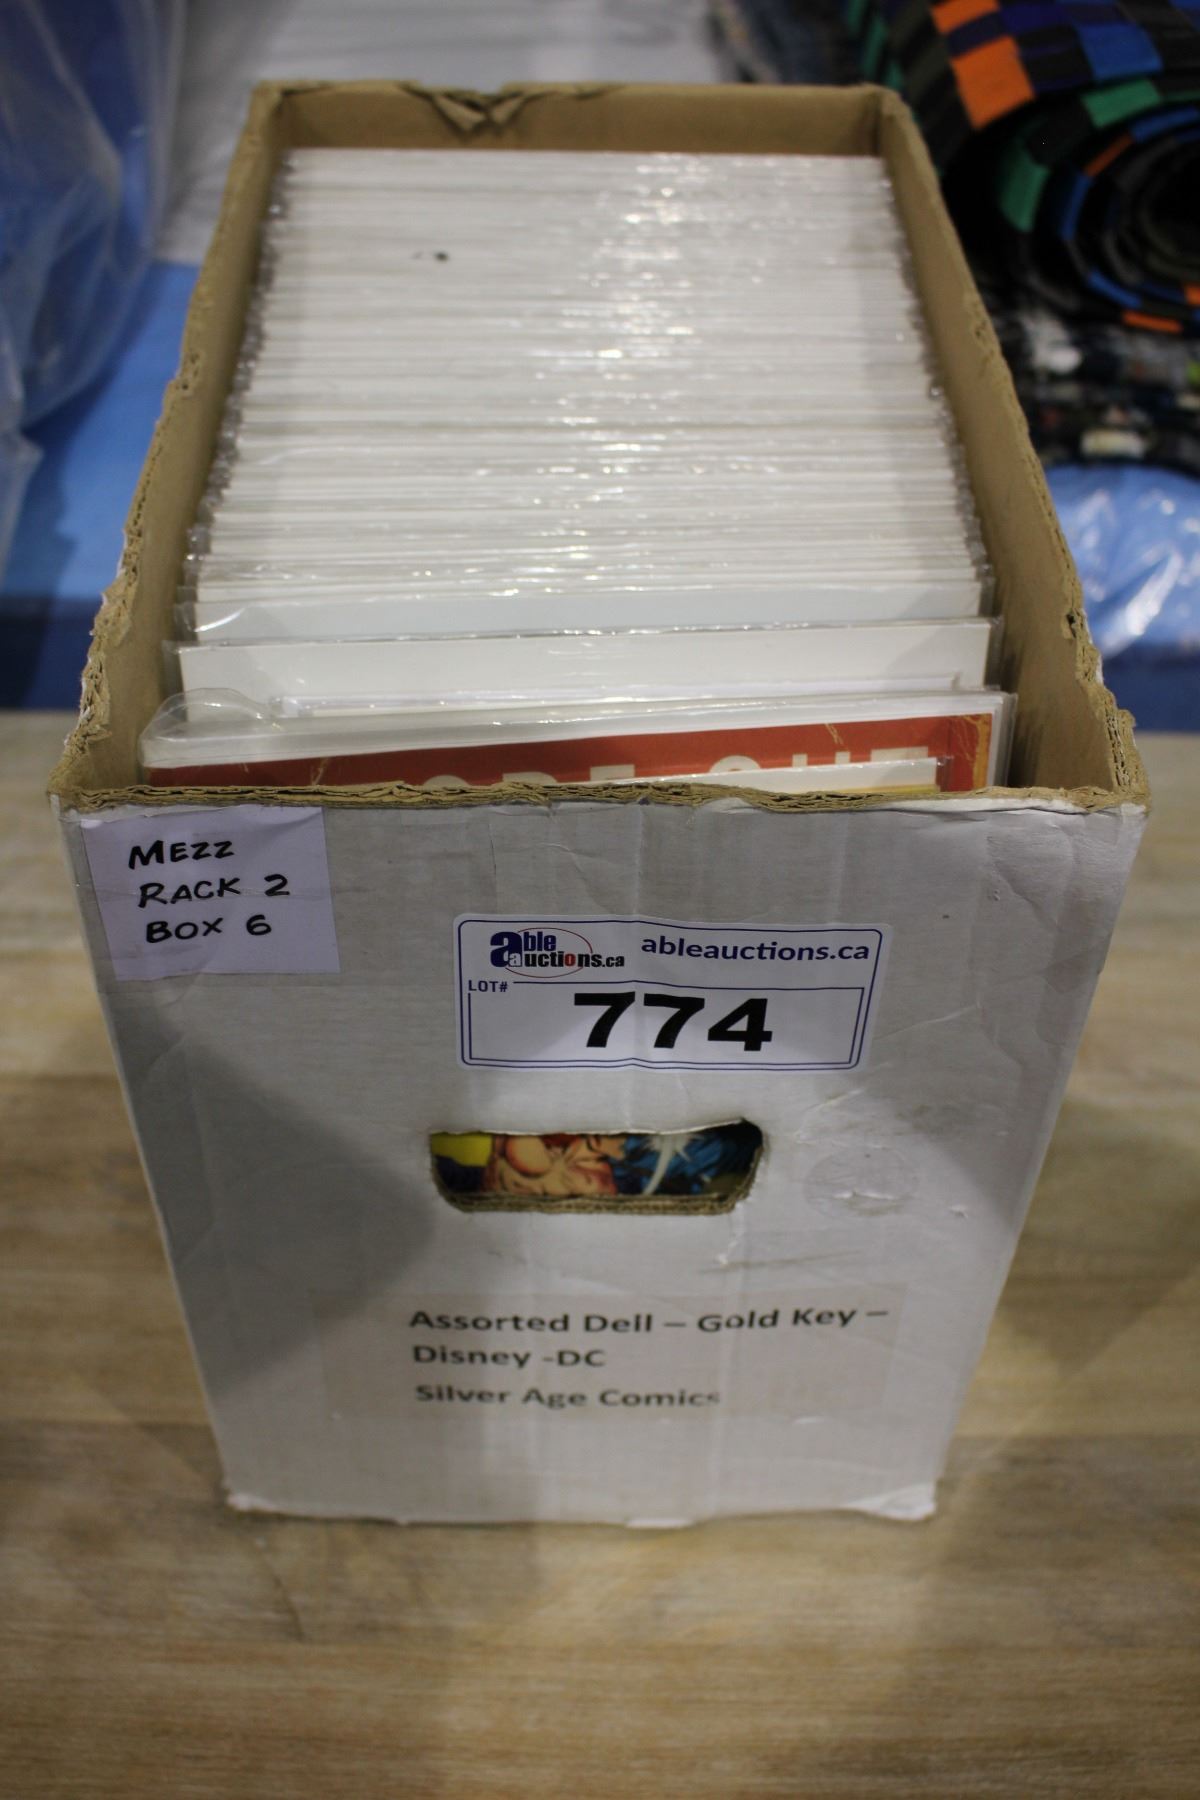 MEZZ
RACK 2
BOX 6
able auctions.ca
ableauctions.ca
LOT#
774
Assorted Dell – Gold Key –
Disney -DC
Silver Age Comics